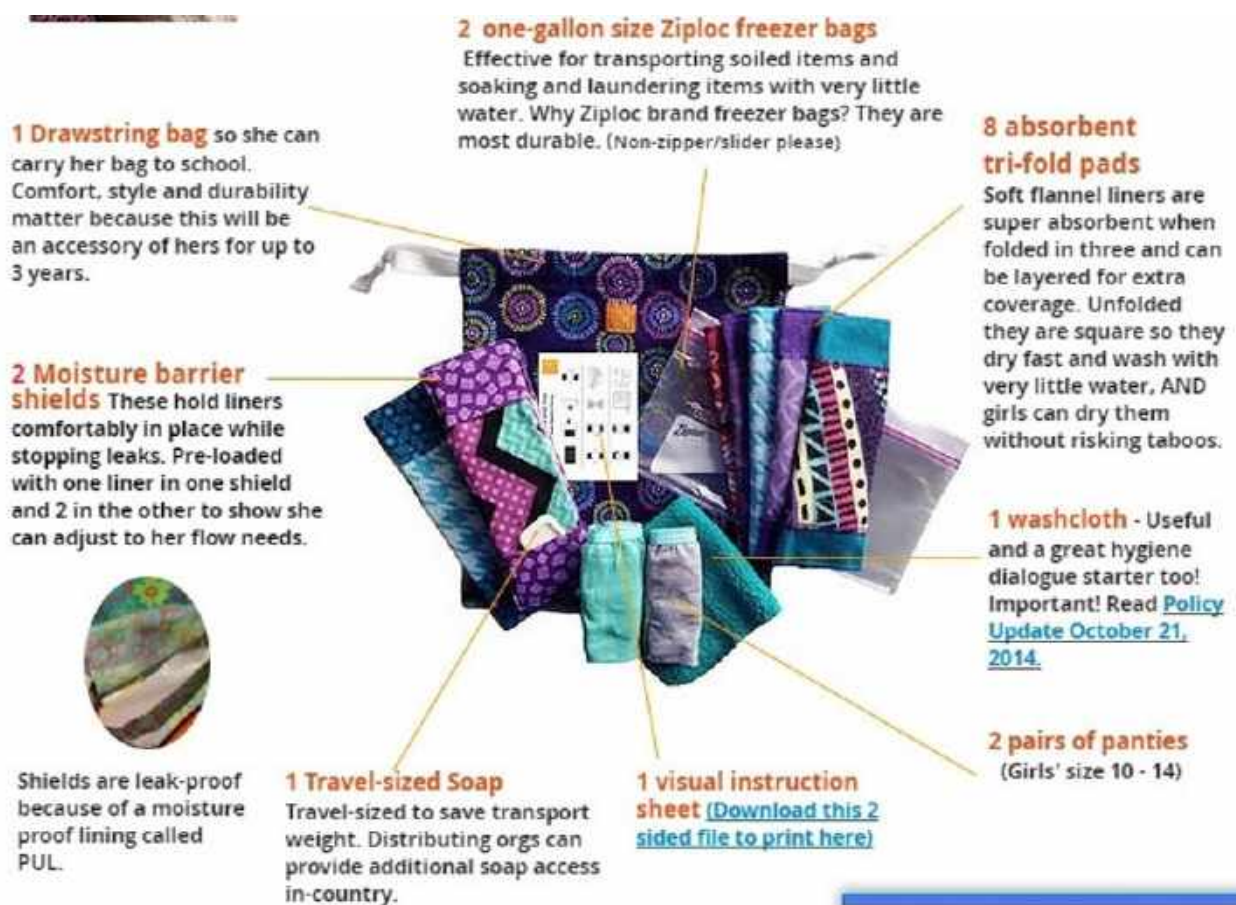 2 one-gallon size Ziploc freezer bags
Effective for transporting soiled items and
soaking and laundering items with very little
water. Why Ziploc brand freezer bags? They are
most durable. (Non-zipper/slider please)
1 Drawstring bag so she can
carry her bag to school.
Comfort, style and durability
matter because this will be
an accessory of hers for up to
3 years.
8 absorbent
tri-fold pads
Soft flannel liners are
super absorbent when
folded in three and can
be layered for extra
coverage. Unfolded
they are square so they
dry fast and wash with
very little water, AND
girls can dry them
without risking taboos.
2 Moisture barrier
shields These hold liners
comfortably in place while
stopping leaks. Pre-loaded
with one liner in one shield
and 2 in the other to show she
can adjust to her flow needs.
1 washcloth - Useful
and a great hygiene
dialogue starter too!
Important! Read Policy
Update October 21,
2014.
2 pairs of panties
(Girls' size 10 - 14)
Shields are leak-proof
because of a moisture
proof lining called
PUL.
1 Travel-sized Soap
Travel-sized to save transport
weight. Distributing orgs can
provide additional soap access
in-country.
1 visual instruction
sheet (Download this 2
sided file to print here)